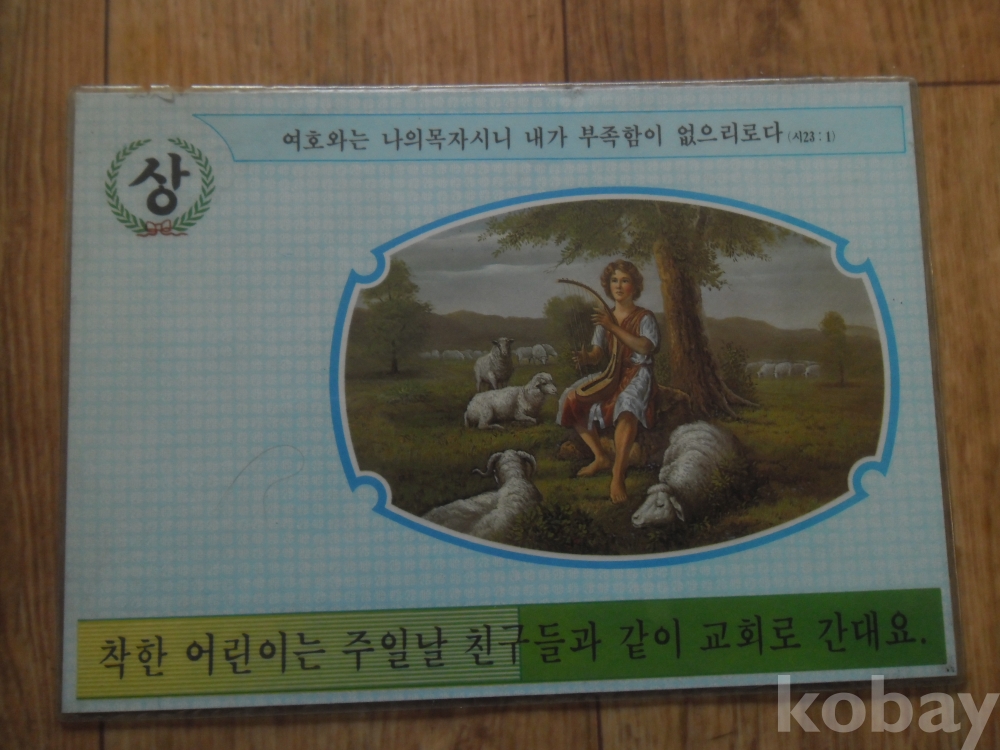 여호와는 나의목자시니 내가 부족함이 없으리로다 (시23 : 1)
상
착한 어린이는 주일날 친구들과 같이 교회로 간대요.
kobay